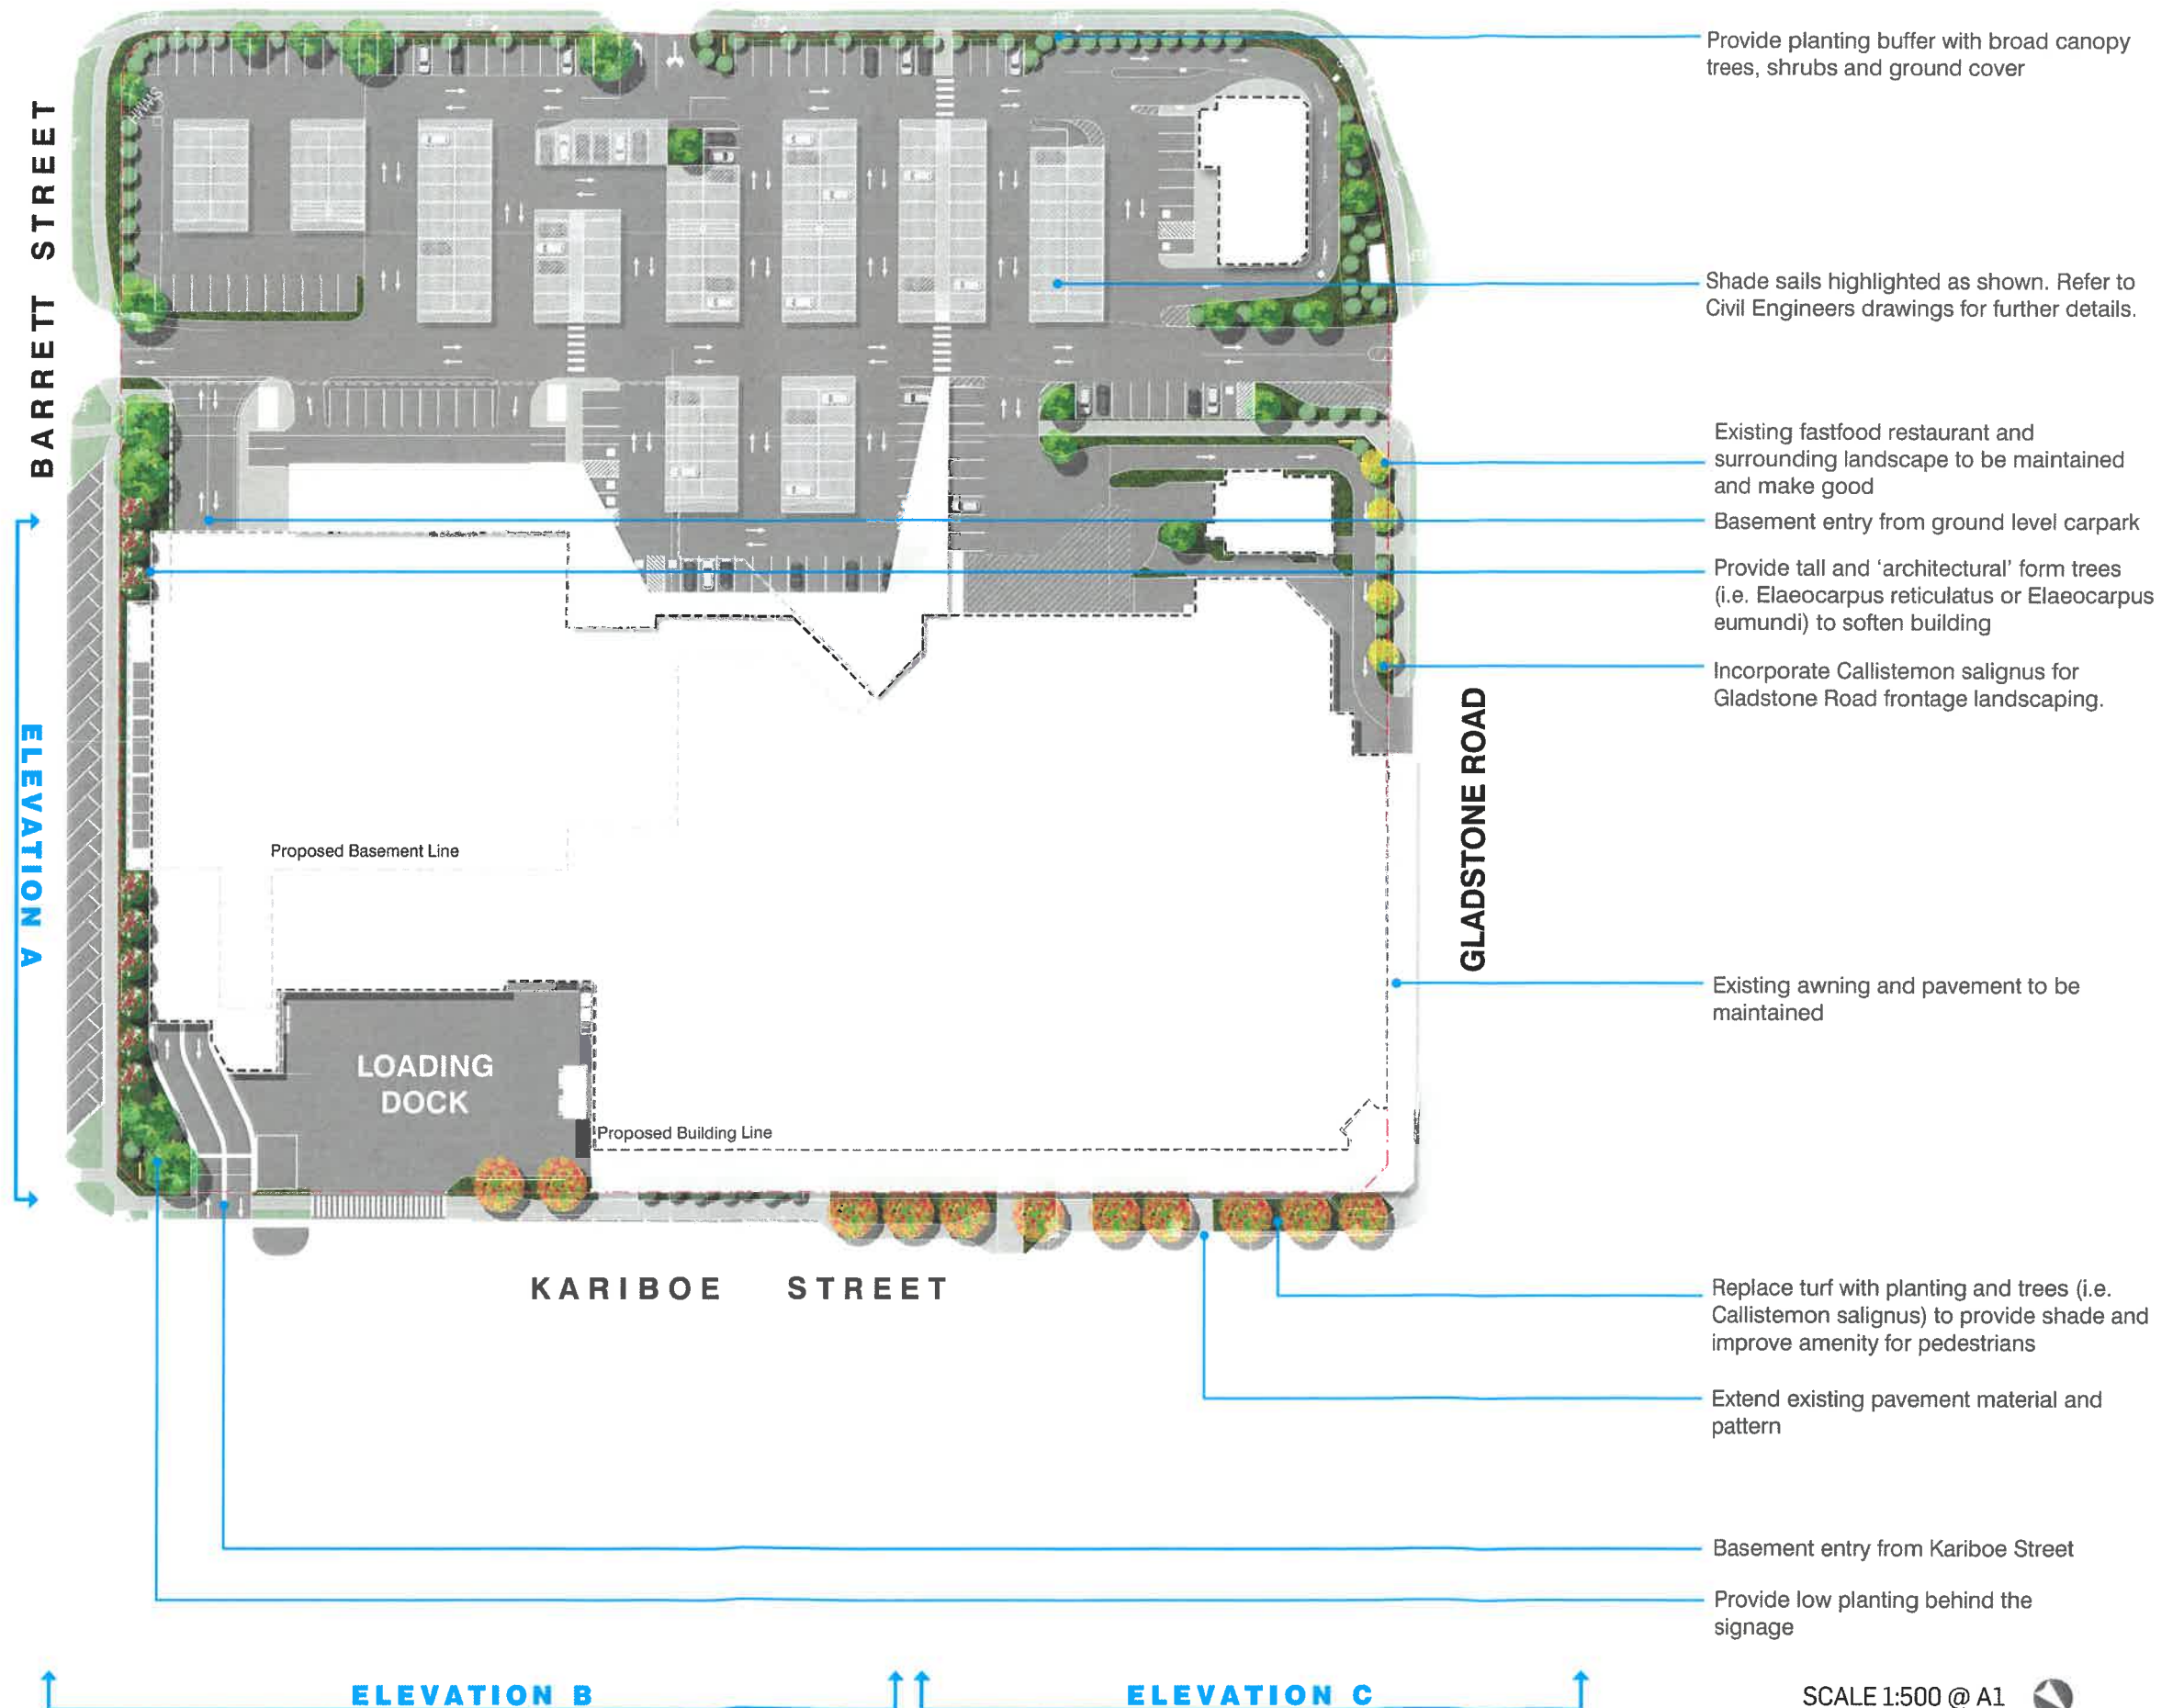 Provide planting buffer with broad canopy
trees, shrubs and ground cover
BARRETT STREET
Shade sails highlighted as shown. Refer to
Civil Engineers drawings for further details.
Existing fastfood restaurant and
surrounding landscape to be maintained
and make good
Basement entry from ground level carpark
Provide tall and ‘architectural’ form trees
(i.e. Elaeocarpus reticulatus or Elaeocarpus
eumundi) to soften building
Incorporate Callistemon salignus for
Gladstone Road frontage landscaping.
ELEVATION A
GLADSTONE ROAD
Proposed Basement Line
Existing awning and pavement to be
maintained
LOADING
DOCK
Proposed Building Line
KARIBOE STREET
Replace turf with planting and trees (i.e.
Callistemon salignus) to provide shade and
improve amenity for pedestrians
Extend existing pavement material and
pattern
Basement entry from Kariboe Street
Provide low planting behind the
signage
ELEVATION B
ELEVATION C
SCALE 1:500 @ A1